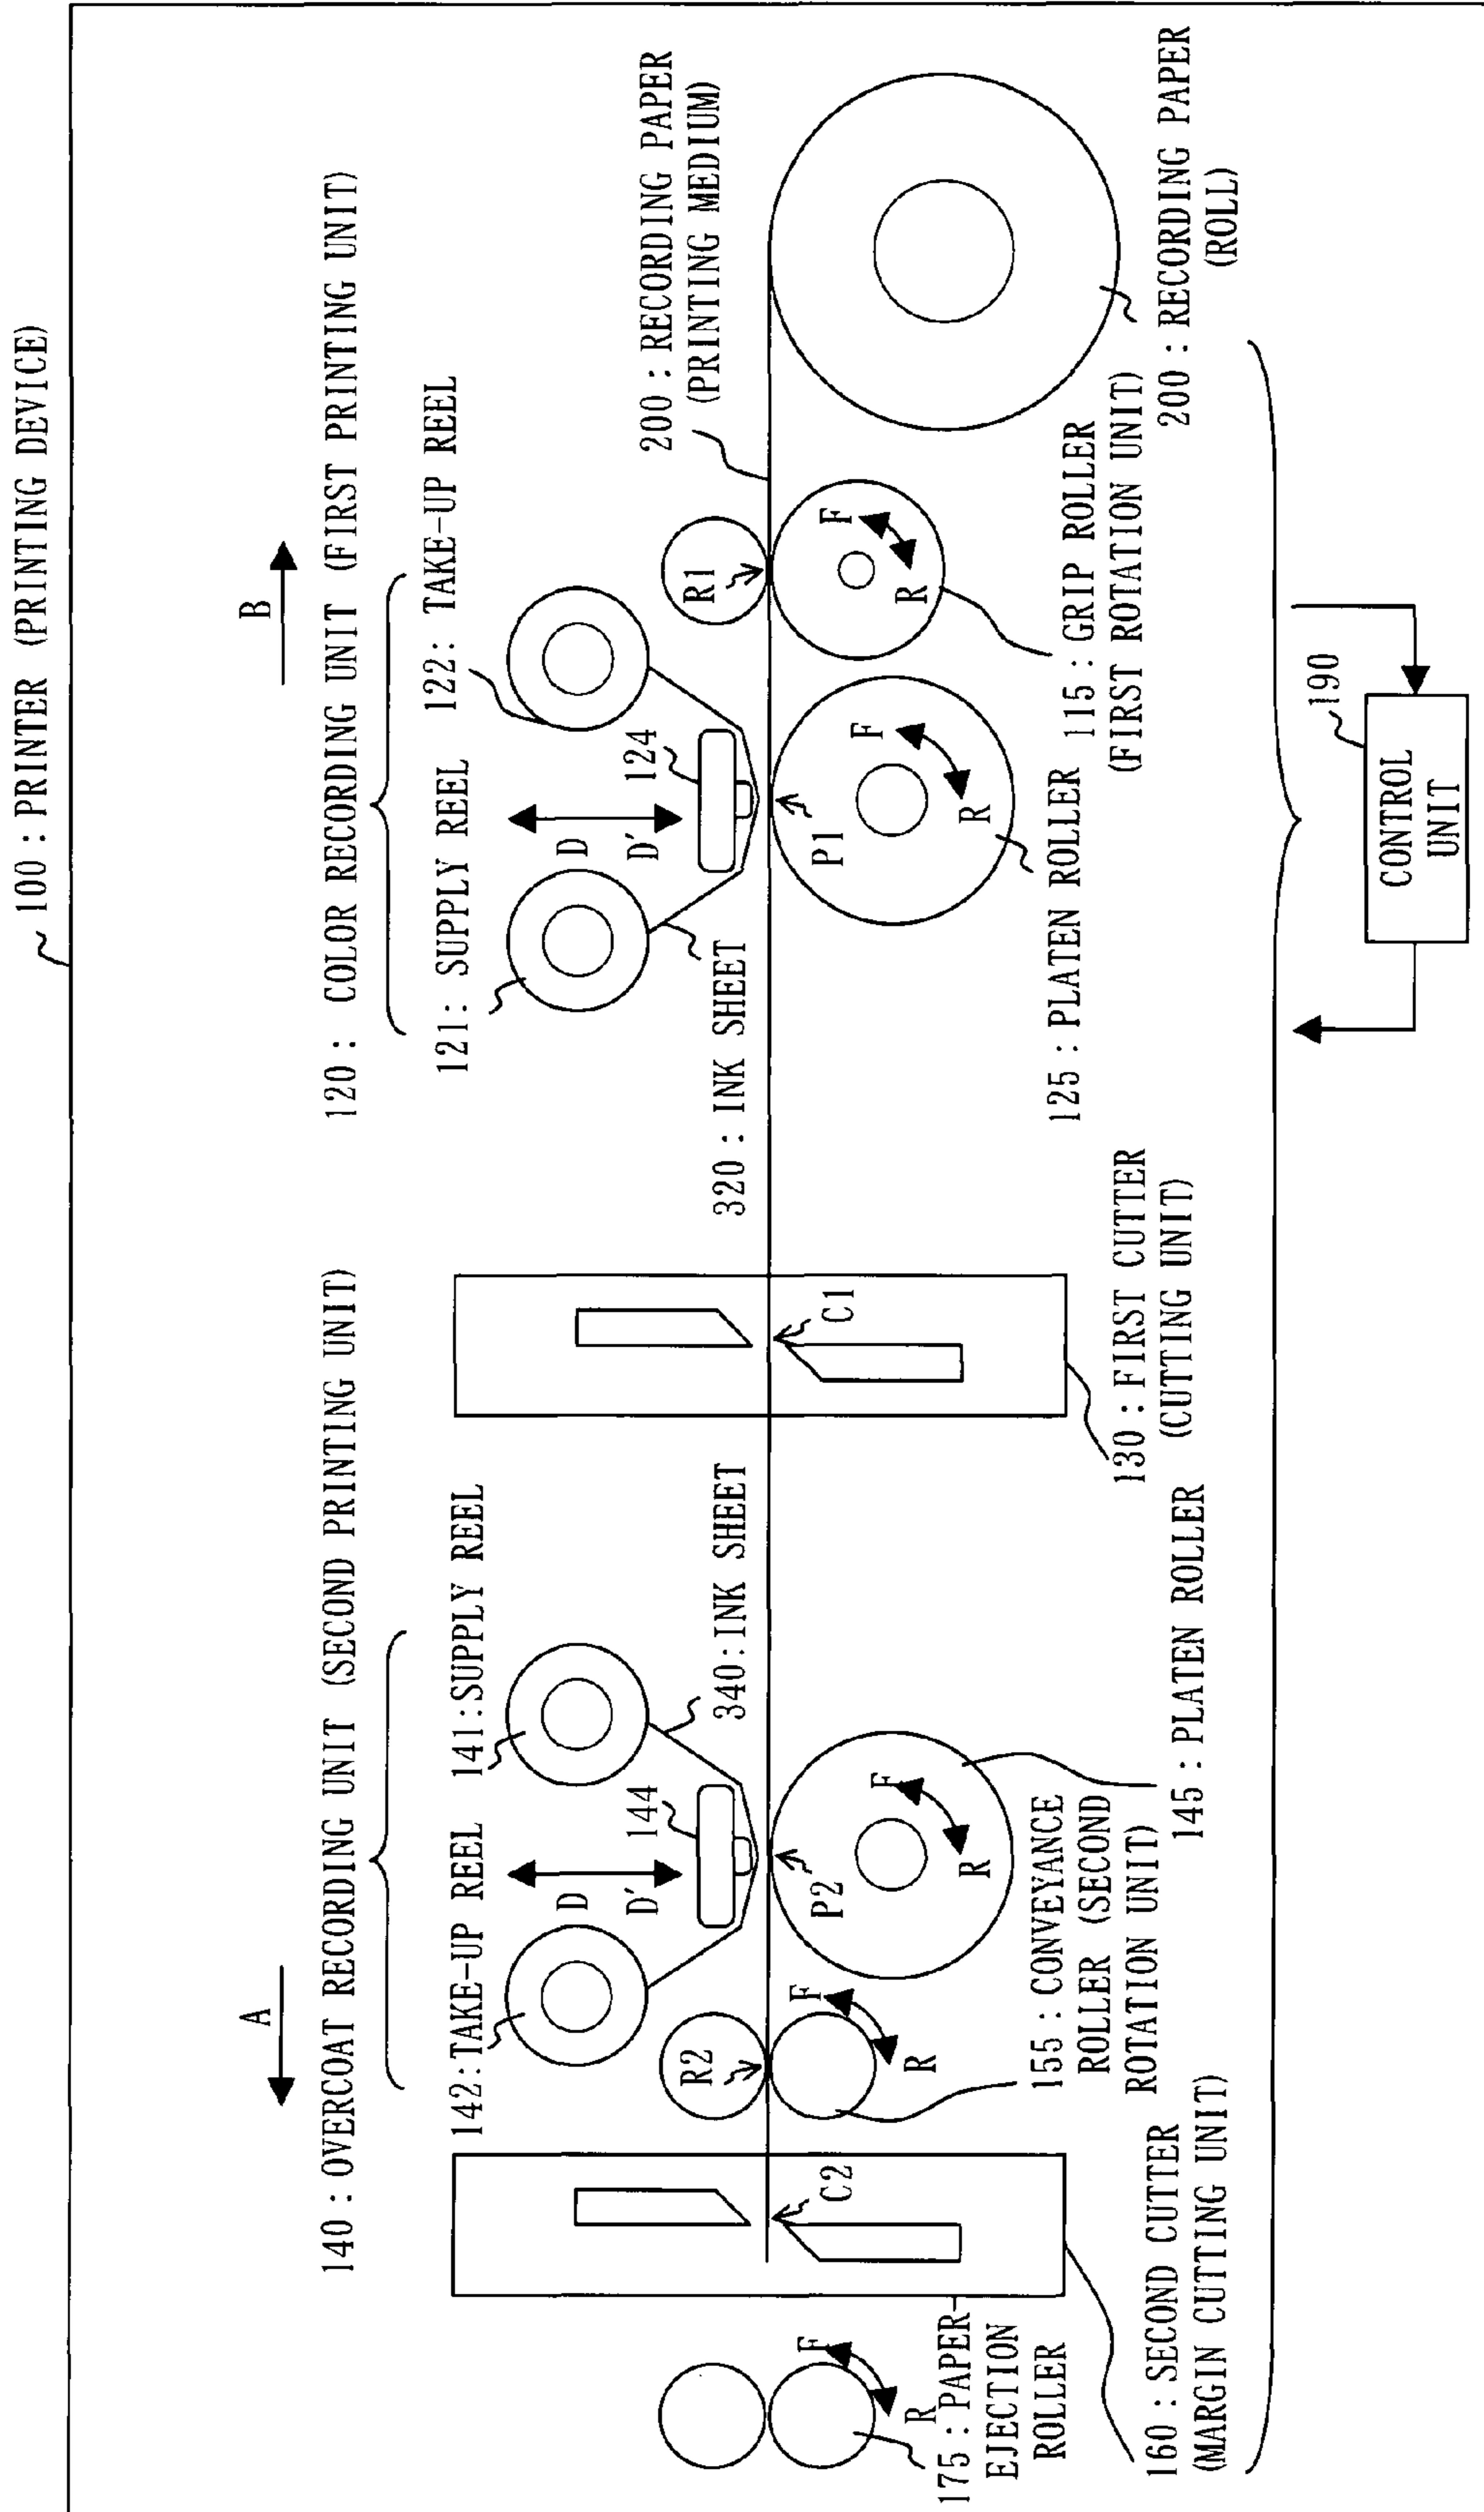 100 : PRINTER (PRINTING DEVICE)
A
B
140 : OVERCOAT RECORDING UNIT (SECOND PRINTING UNIT)
120 : COLOR RECORDING UNIT (FIRST PRINTING UNIT)
142:TAKE-UP REEL
141:SUPPLY REEL
121: SUPPLY REEL
122: TAKE-UP REEL
D
D'
144
D
D'
124
R2
340:INK SHEET
320 : INK SHEET
R1
200 : RECORDING PAPER
(PRINTING MEDIUM)
C2
P2
C1
P1
F
R
F
R
F
R
F
R
F
R
175 : PAPER
EJECTION
ROLLER
155 : CONVEYANCE
ROLLER (SECOND
ROTATION UNIT)
125 : PLATEN ROLLER
115 : GRIP ROLLER
(FIRST ROTATION UNIT)
160 : SECOND CUTTER
(MARGIN CUTTING UNIT)
145 : PLATEN ROLLER
130 : FIRST CUTTER
(CUTTING UNIT)
200 : RECORDING PAPER
(ROLL)
190
CONTROL
UNIT